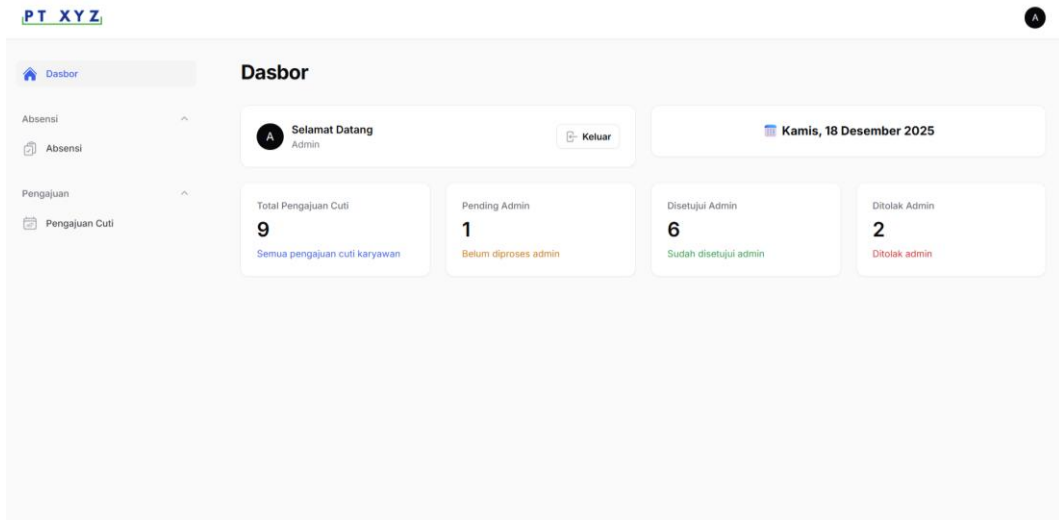 PT XYZ
A
Dasbor
Absensi
Absensi
Pengajuan
Pengajuan Cuti
Dasbor
A
Selamat Datang
Admin
Keluar
Kamis, 18 Desember 2025
Total Pengajuan Cuti
9
Semua pengajuan cuti karyawan
Pending Admin
1
Belum diproses admin
Disetujui Admin
6
Sudah disetujui admin
Ditolak Admin
2
Ditolak admin